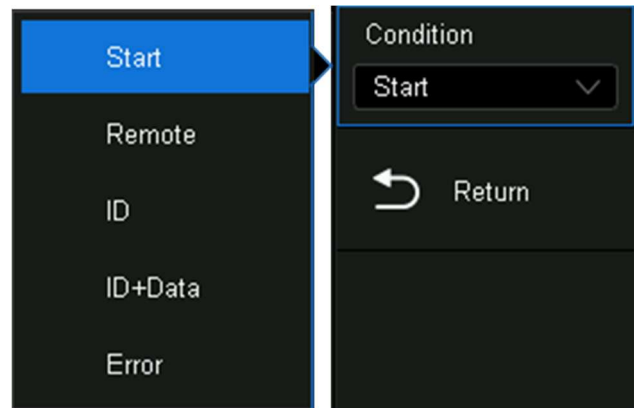 Start
Remote
ID
ID+Data
Error
Condition
Start
Return